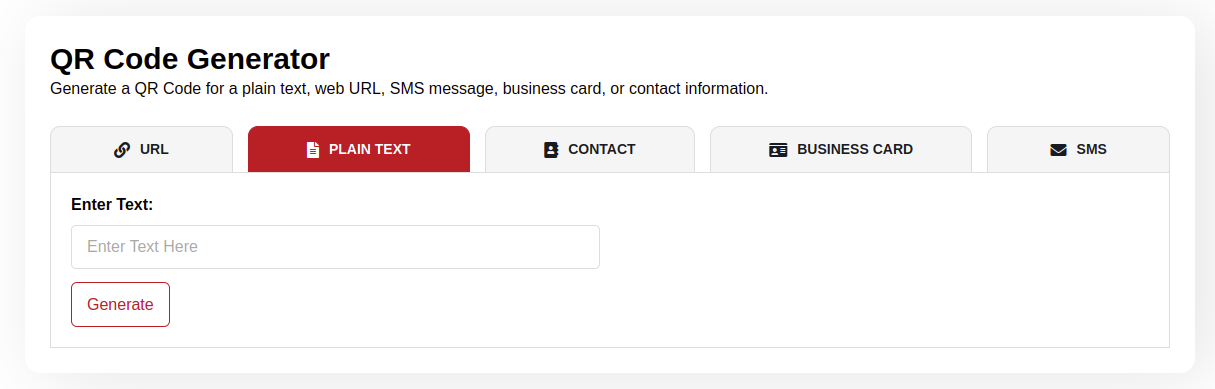 QR Code Generator
Generate a QR Code for a plain text, web URL, SMS message, business card, or contact information.
URL
PLAIN TEXT
CONTACT
BUSINESS CARD
SMS
Enter Text:
Enter Text Here
Generate